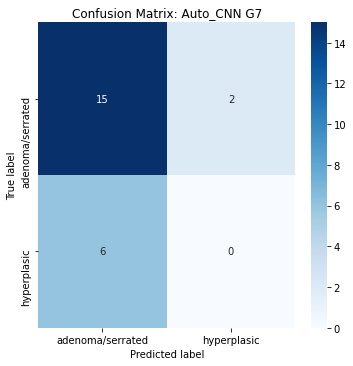 Confusion Matrix: Auto_CNN G7
True label
adenoma/serrated
hyperplasic
15
2
6
0
adenoma/serrated
hyperplasic
Predicted label
14
12
10
8
6
4
2
0